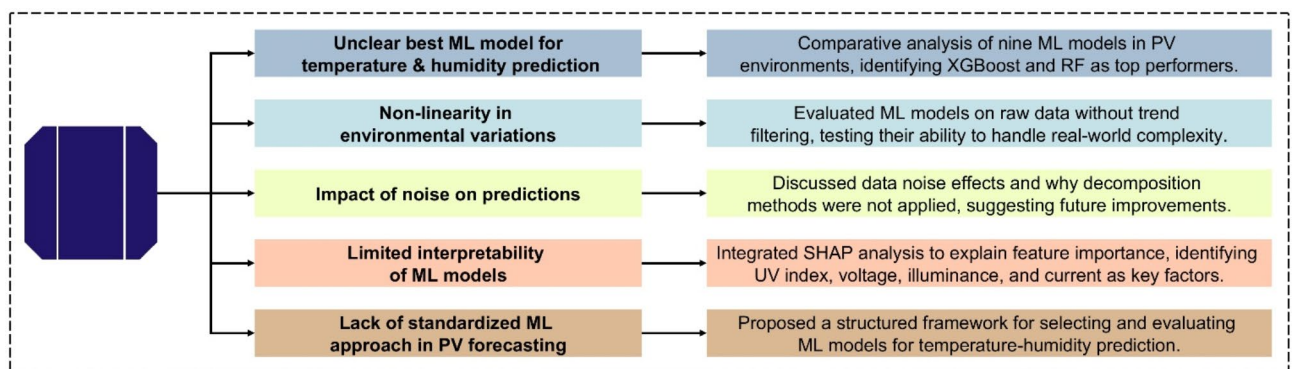 Unclear best ML model for
temperature & humidity prediction
Comparative analysis of nine ML models in PV
environments, identifying XGBoost and RF as top performers.
Non-linearity in
environmental variations
Evaluated ML models on raw data without trend
filtering, testing their ability to handle real-world complexity.
Impact of noise on predictions
Discussed data noise effects and why decomposition
methods were not applied, suggesting future improvements.
Limited interpretability
of ML models
Integrated SHAP analysis to explain feature importance, identifying
UV index, voltage, illuminance, and current as key factors.
Lack of standardized ML
approach in PV forecasting
Proposed a structured framework for selecting and evaluating
ML models for temperature-humidity prediction.